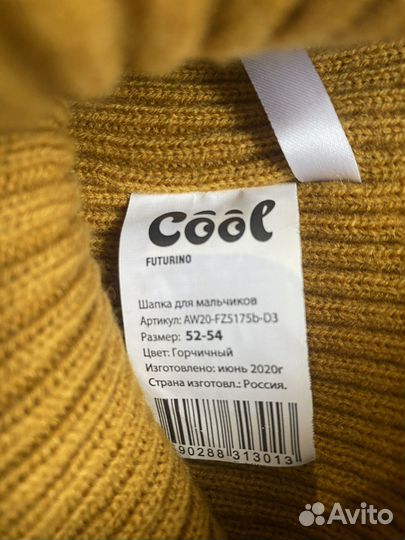 Cool
FUTURINO
Шапка для мальчиков
Артикул: AW20-FZ5175b-D3
Размер: 52-54
Цвет: Горчичный
Изготовлено: июнь 2020г
Страна изготовл.: Россия.
90288 313013
Avito